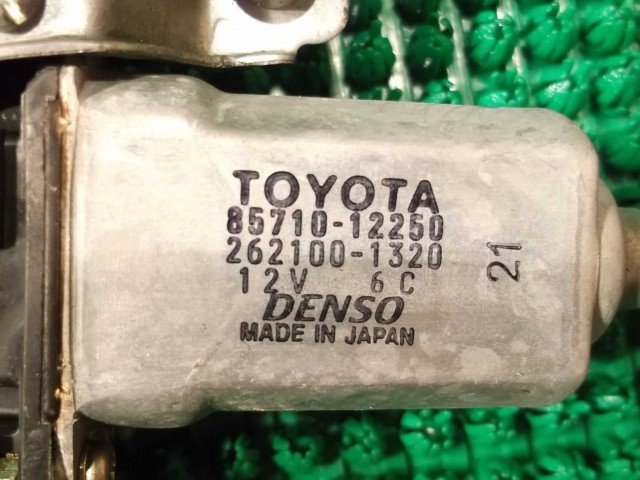 TOYOTA
85710-12250
262100-1320
12V 6C
DENSO
MADE IN JAPAN
21